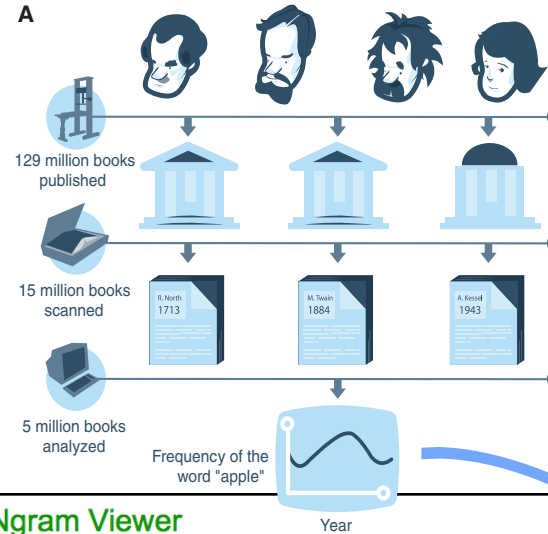 A
129 million books
published
15 million books
scanned
R. North
1713
M. Twain
1884
A. Kessel
1943
5 million books
analyzed
Frequency of the
word "apple"
Year
Ngram Viewer